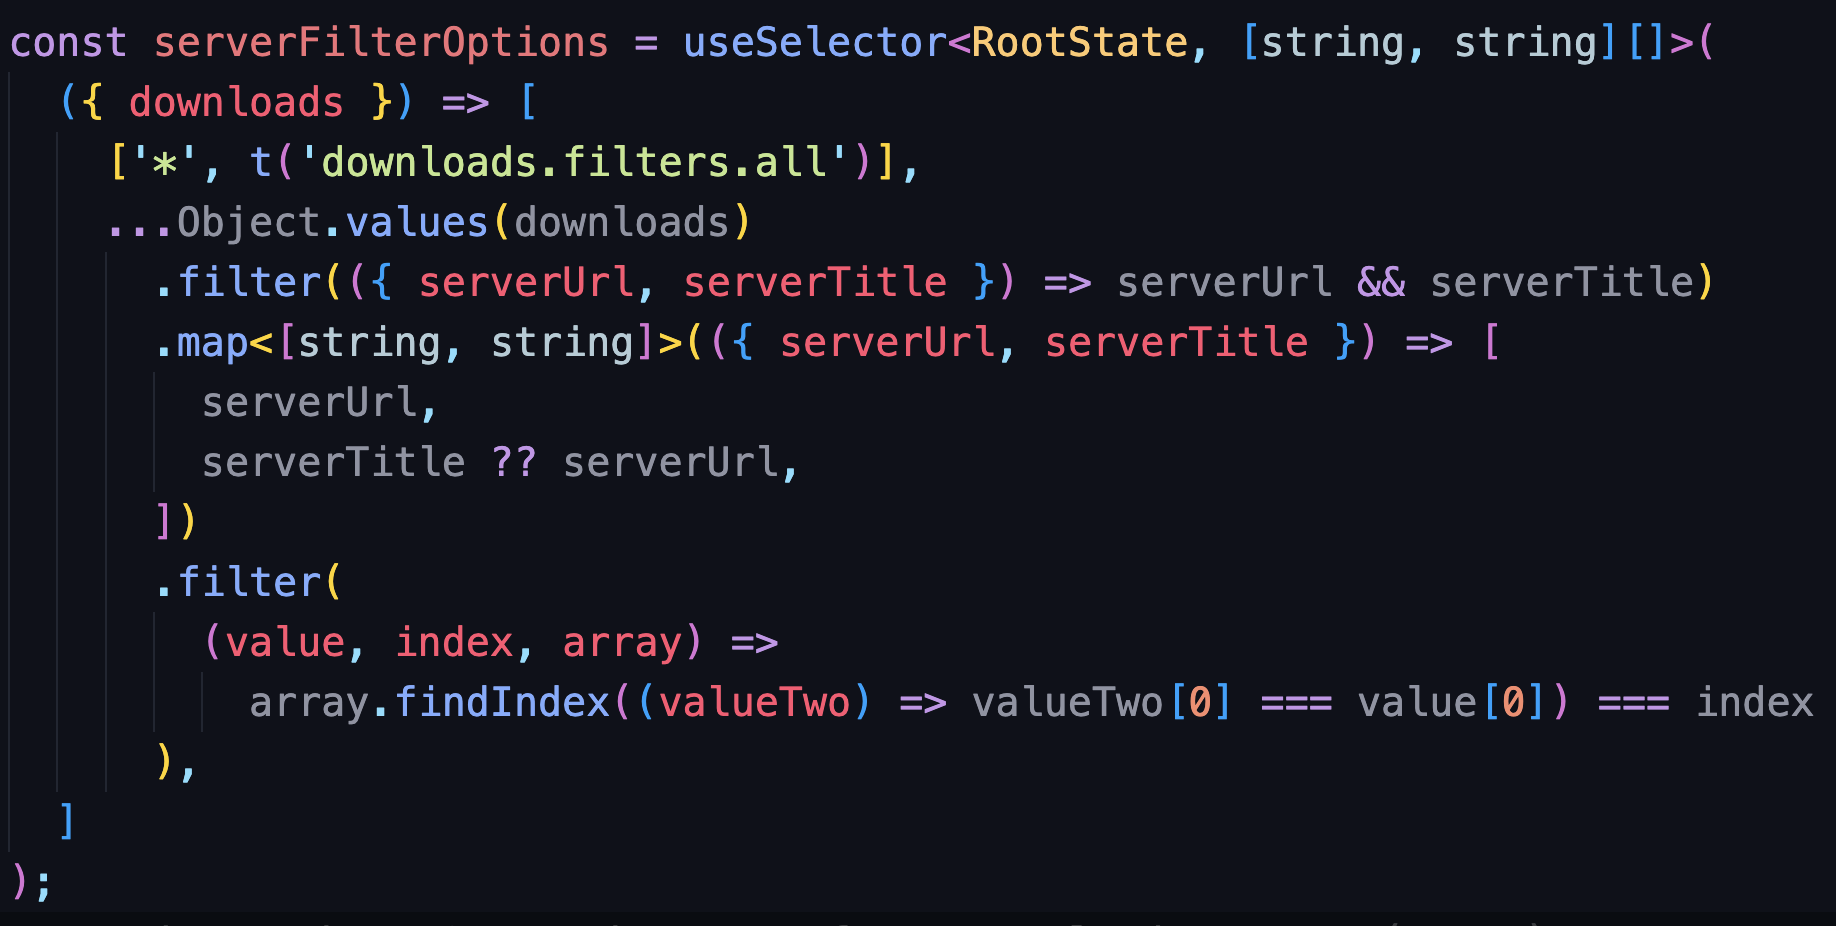 const serverFilterOptions = useSelector<RootState, [string, string][]>(
  ({ downloads }) => [
    ['*', t('downloads.filters.all')],
    ...Object.values(downloads)
      .filter(({ serverUrl, serverTitle }) => serverUrl && serverTitle)
      .map<[string, string]>(({ serverUrl, serverTitle }) => [
        serverUrl,
        serverTitle ?? serverUrl,
      ])
      .filter(
        (value, index, array) =>
          array.findIndex((valueTwo) => valueTwo[0] === value[0]) === index
      ),
  ]
);